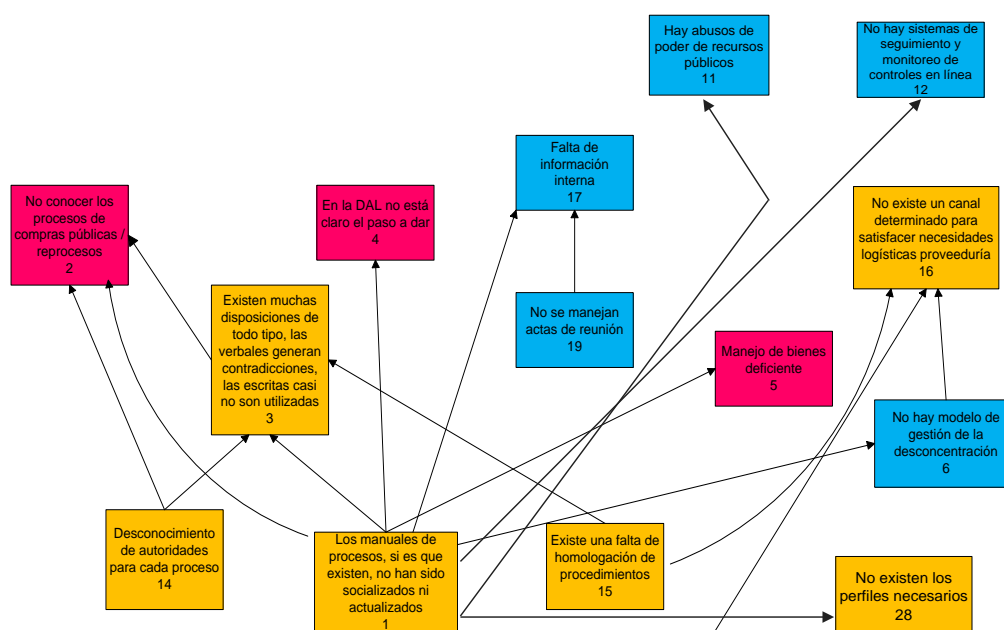 Hay abusos de
poder de recursos
públicos
11
No hay sistemas de
seguimiento y
monitoreo de
controles en línea
12
Falta de
información
interna
17
No conocer los
procesos de
compras públicas /
reprocesos
2
En la DAL no está
claro el paso a dar
4
No existe un canal
determinado para
satisfacer necesidades
logísticas proveeduría
16
Existen muchas
disposiciones de
todo tipo, las
verbales generan
contradicciones,
las escritas casi
no son utilizadas
3
No se manejan
actas de reunión
19
Manejo de bienes
deficiente
5
No hay modelo de
gestión de la
desconcentración
6
Desconocimiento
de autoridades
para cada proceso
14
Los manuales de
procesos, si es que
existen, no han sido
socializados ni
actualizados
1
Existe una falta de
homologación de
procedimientos
15
No existen los
perfiles necesarios
28